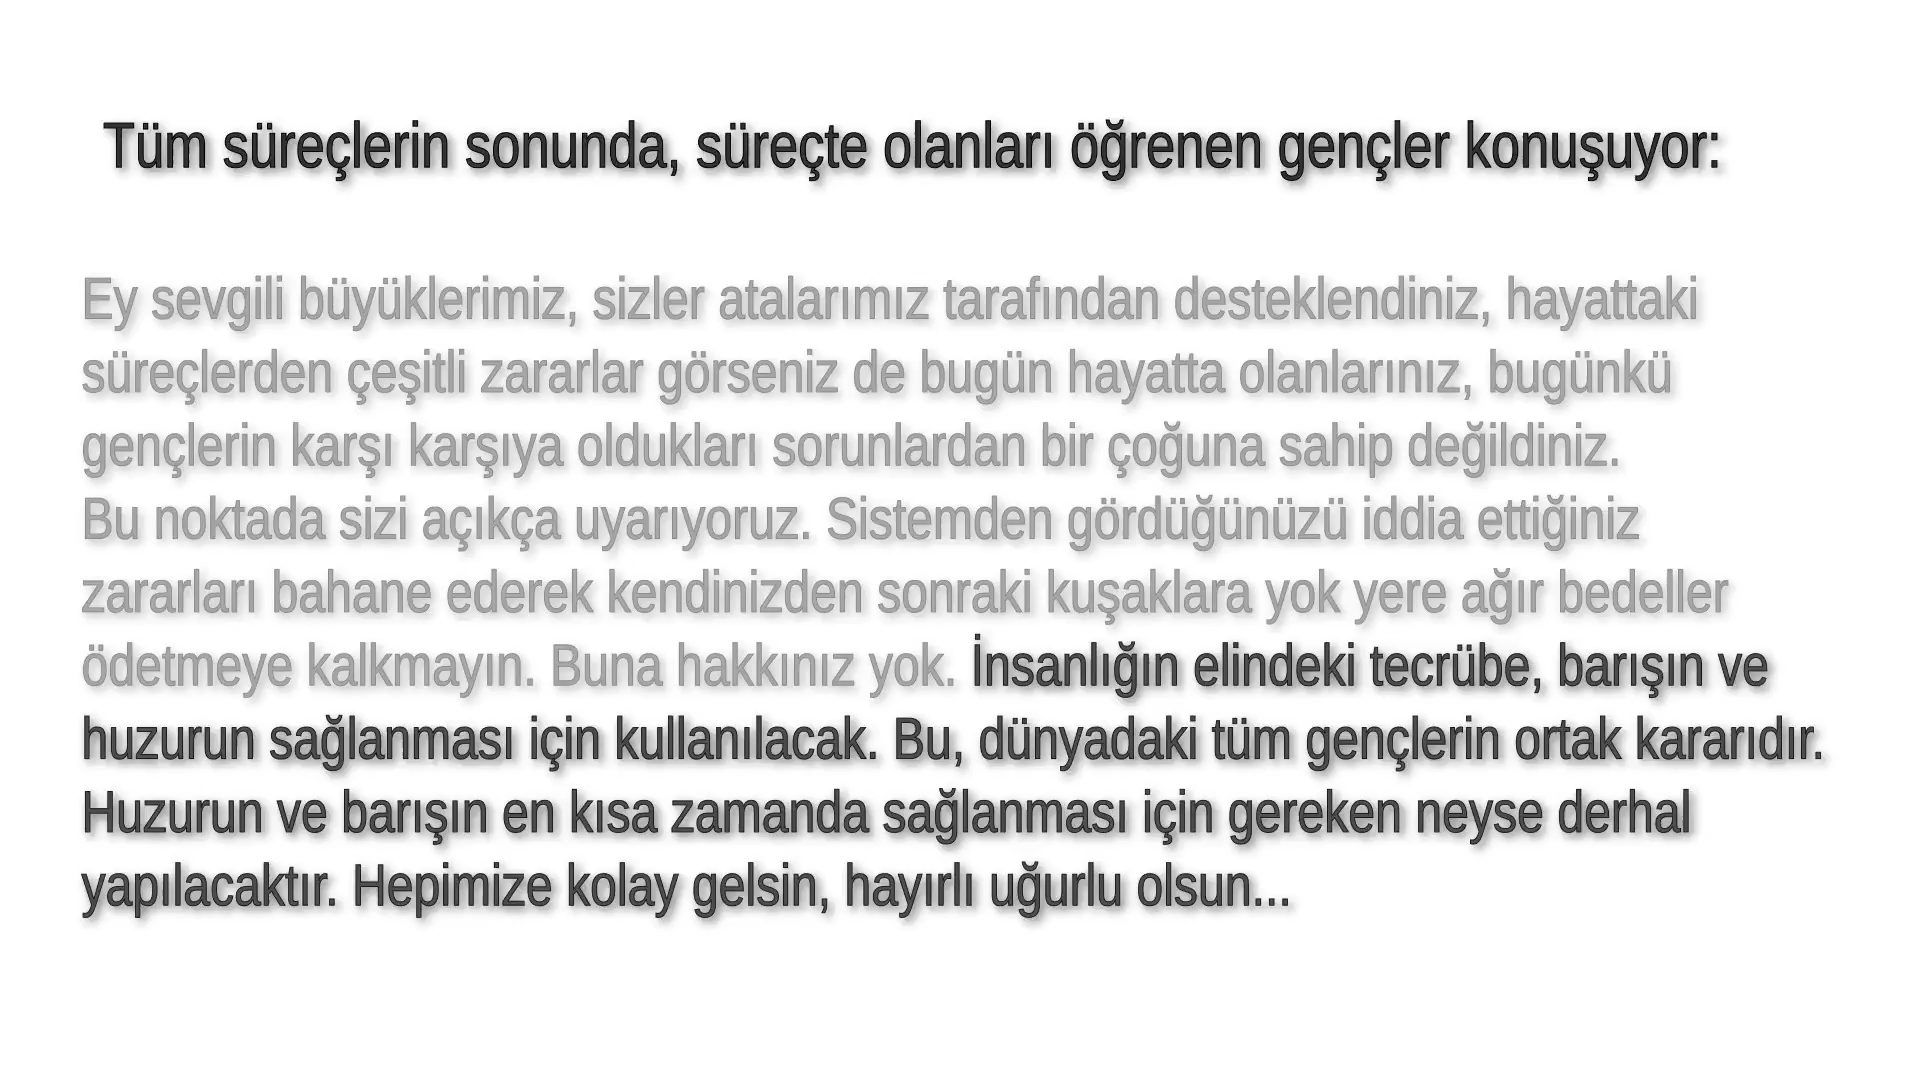 Tüm süreçlerin sonunda, süreçte olanları öğrenen gençler konuşuyor:
Ey sevgili büyüklerimiz, sizler atalarımız tarafından desteklendiniz, hayattaki
süreçlerden çeşitli zararlar görseniz de bugün hayatta olanlarınız, bugünkü
gençlerin karşı karşıya oldukları sorunlardan bir çoğuna sahip değildiniz.
Bu noktada sizi açıkça uyarıyoruz. Sistemden gördüğünüzü iddia ettiğiniz
zararları bahane ederek kendinizden sonraki kuşaklara yok yere ağır bedeller
ödetmeye kalkmayın. Buna hakkınız yok. İnsanlığın elindeki tecrübe, barışın ve
huzurun sağlanması için kullanılacak. Bu, dünyadaki tüm gençlerin ortak kararıdır.
Huzurun ve barışın en kısa zamanda sağlanması için gereken neyse derhal
yapılacaktır. Hepimize kolay gelsin, hayırlı uğurlu olsun...